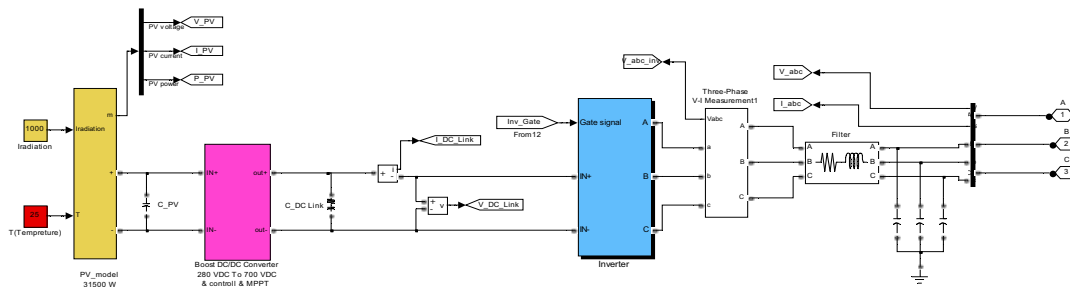 V_PV
PV voltage
I_PV
PV current
P_PV
PV power
m
1000
Irradiation
Irradiation
+
25
T
T(Tempreture)
-
PV_model
31500 W
C_PV
IN+
out+
IN-
out-
Boost DC/DC Converter
280 VDC To 700 VDC
& controll & MPPT
C_DC Link
I_DC_Link
+ i -
+ v -
V_DC_Link
Inv_Gate
From12
Gate signal
A
IN+
B
IN-
C
Inverter
V_abc_inv
Three-Phase
V-I Measurement1
Vabc
A
a
B
b
C
c
Filter
A A
B B
C C
V_abc
I_abc
A
1
B
2
C
3